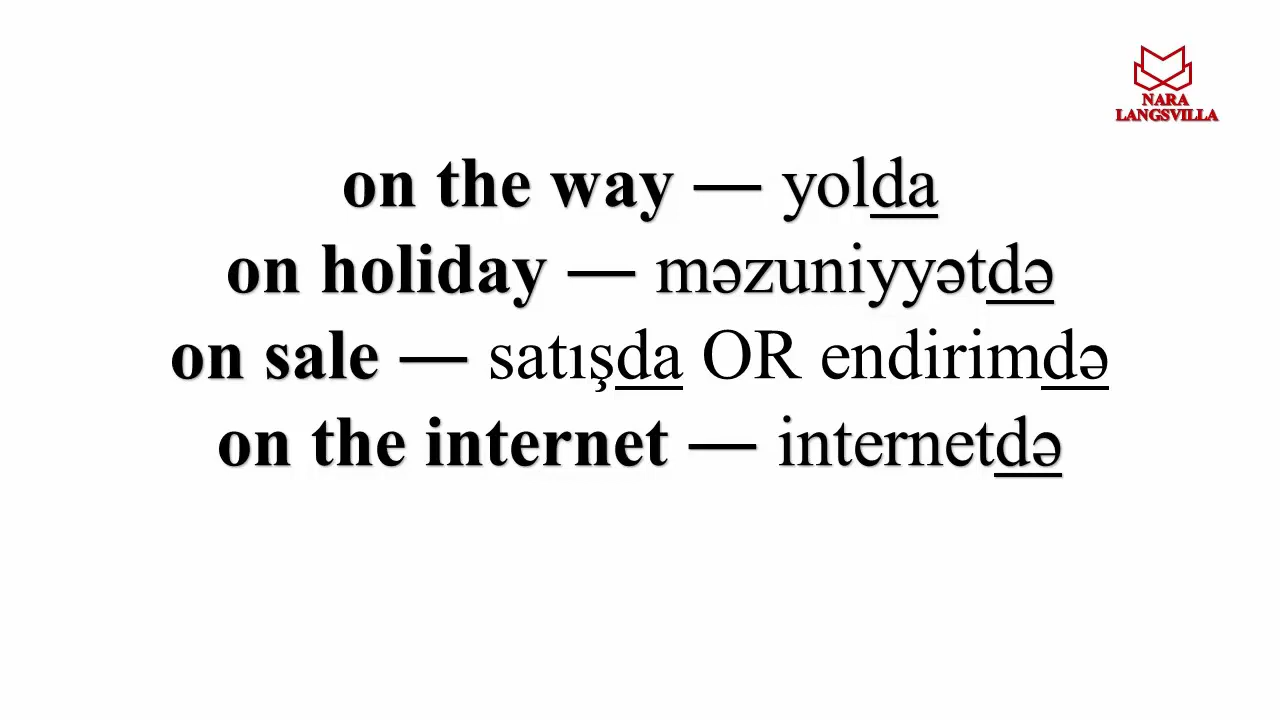 NARA
LANGSVILLA
on the way — yolda
on holiday — məzuniyyətdə
on sale — satışda OR endirimdə
on the internet — internetdə